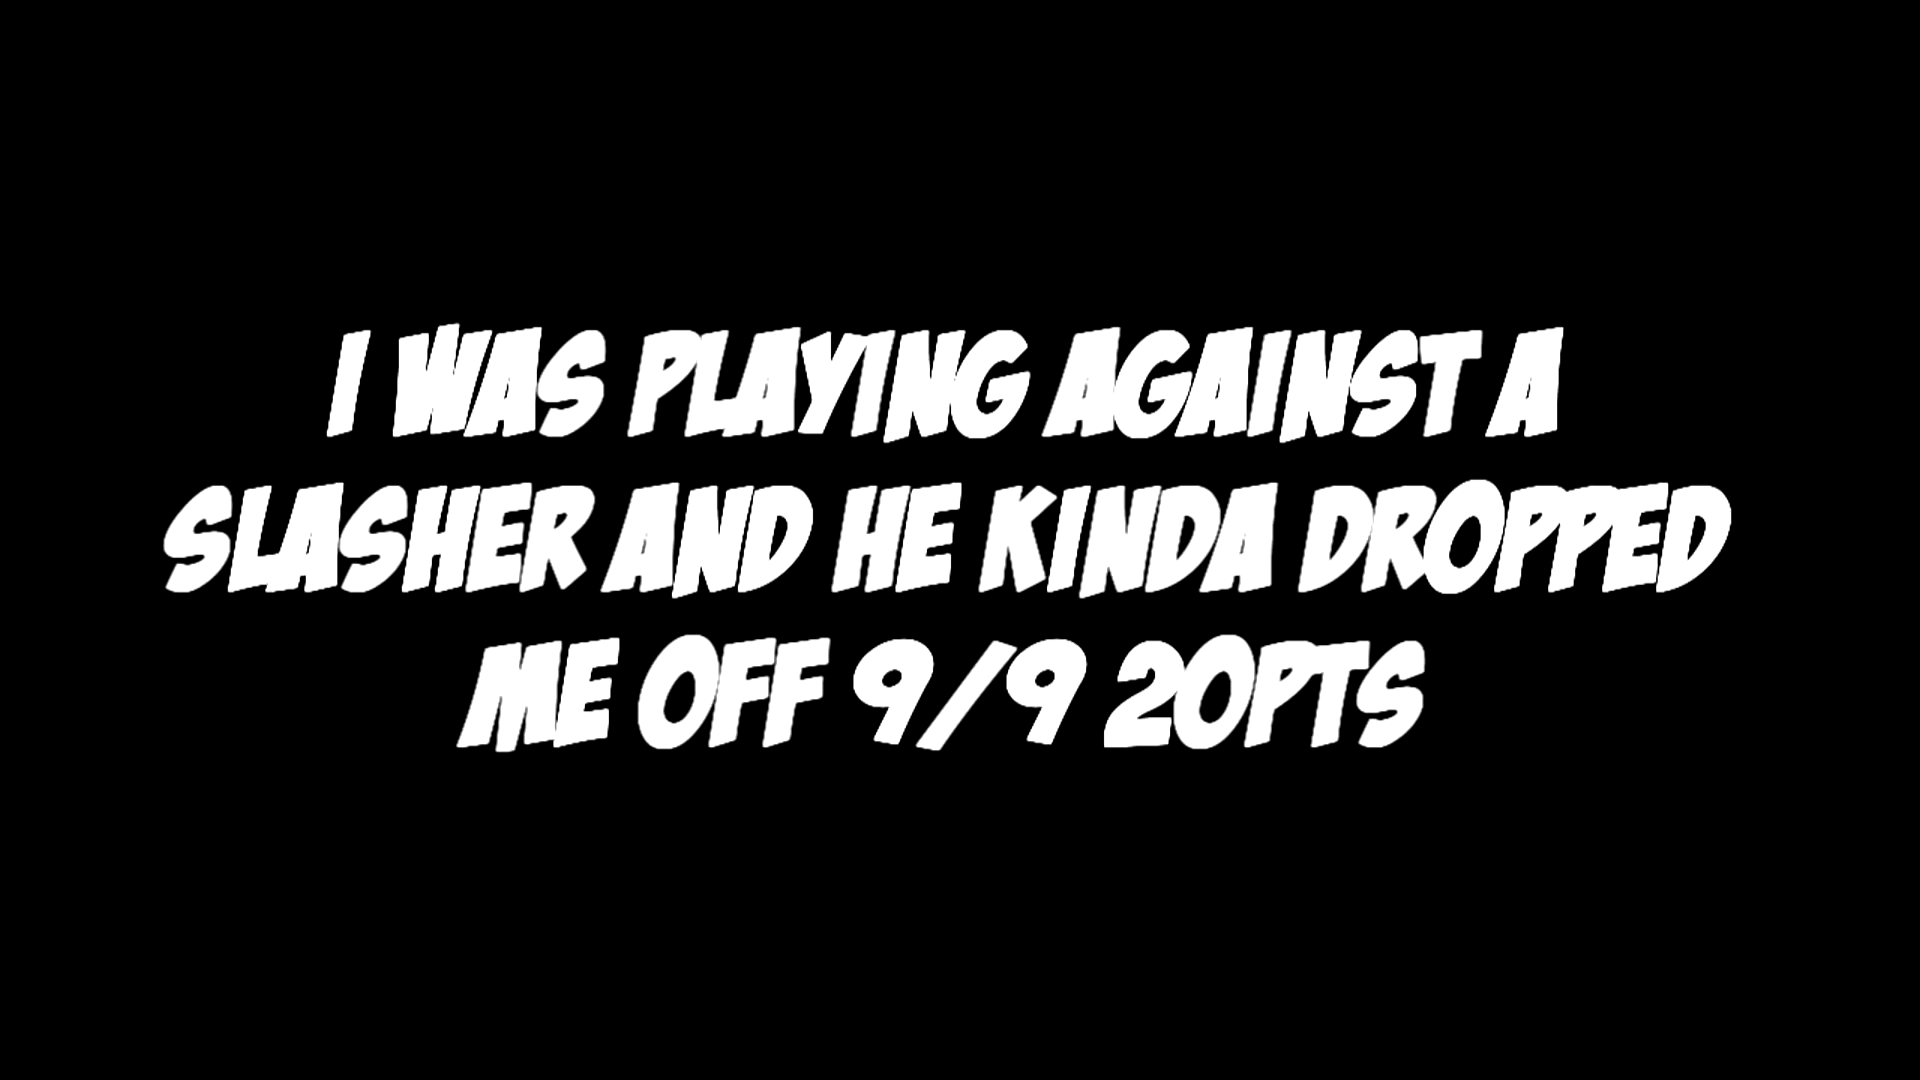 I WAS PLAYING AGAINST A
SLASHER AND HE KINDA DROPPED
ME OFF 9/9 20PTS